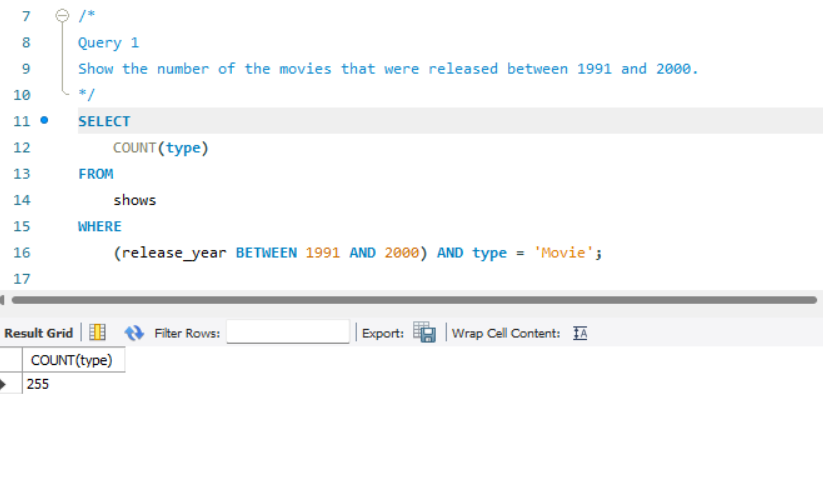 7 /*
8 Query 1
9 Show the number of the movies that were released between 1991 and 2000.
10 */
11 SELECT
12 COUNT(type)
13 FROM
14 shows
15 WHERE
16 (release_year BETWEEN 1991 AND 2000) AND type = 'Movie';
17
Result Grid Filter Rows: Export: Wrap Cell Content: IA
COUNT(type)
255